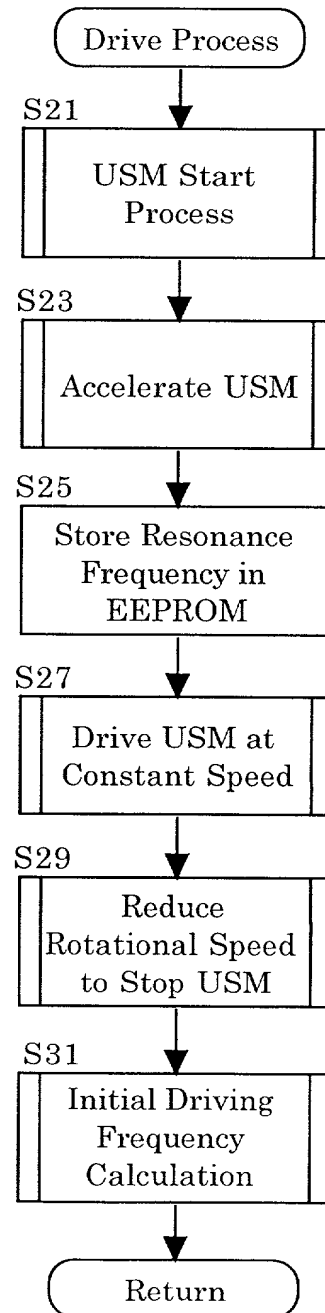 Drive Process
S21
USM Start
Process
S23
Accelerate USM
S25
Store Resonance
Frequency in
EEPROM
S27
Drive USM at
Constant Speed
S29
Reduce
Rotational Speed
to Stop USM
S31
Initial Driving
Frequency
Calculation
Return